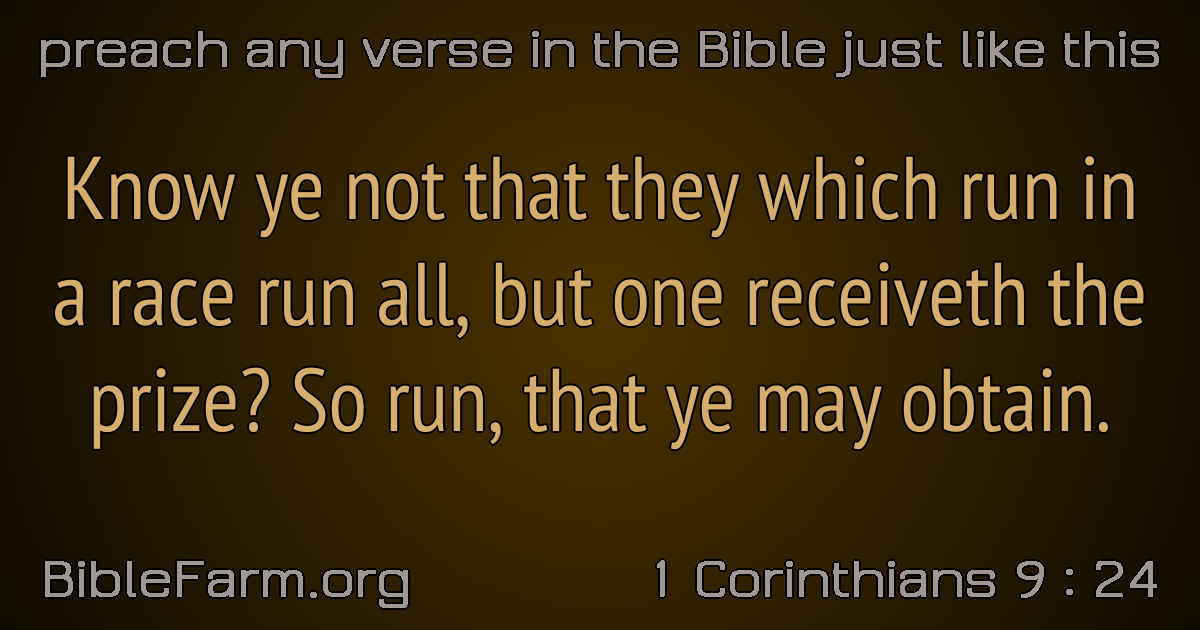 preach any verse in the Bible just like this
Know ye not that they which run in
a race run all, but one receiveth the
prize? So run, that ye may obtain.
BibleFarm.org
1 Corinthians 9 : 24